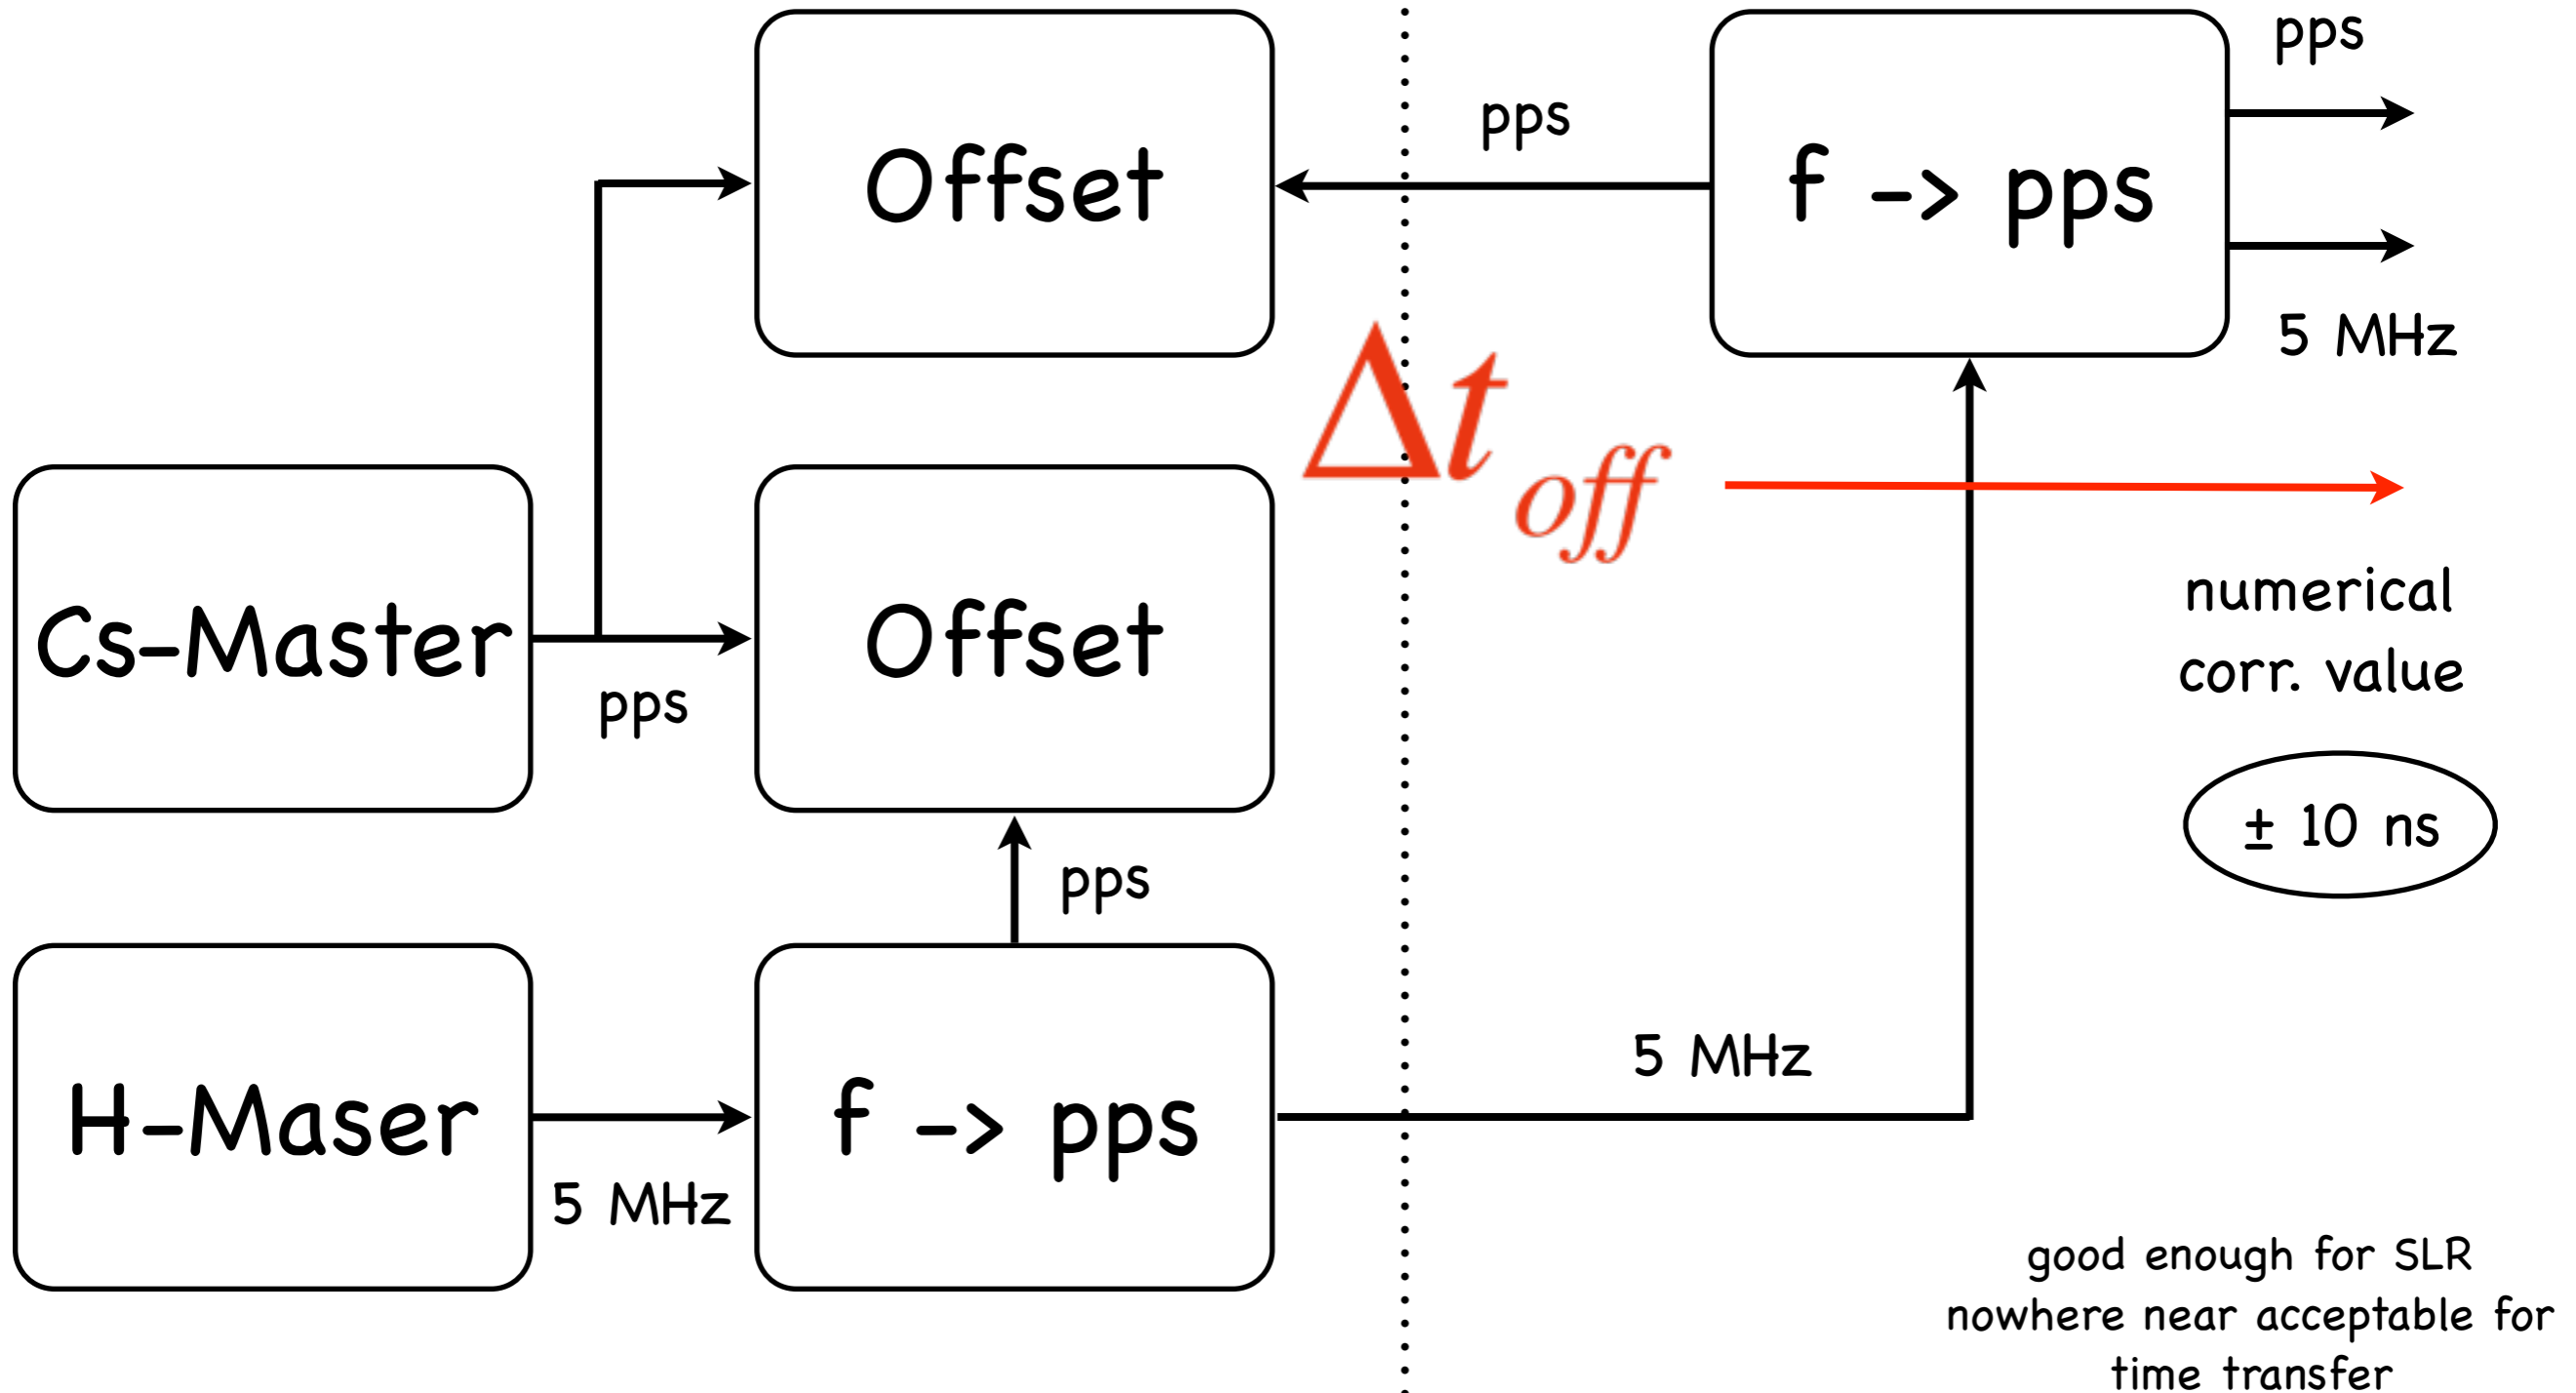 pps
Offset
pps
f -> pps
5 MHz
Δt off
Cs-Master
pps
Offset
numerical
corr. value
± 10 ns
pps
H-Maser
5 MHz
f -> pps
5 MHz
good enough for SLR
nowhere near acceptable for
time transfer